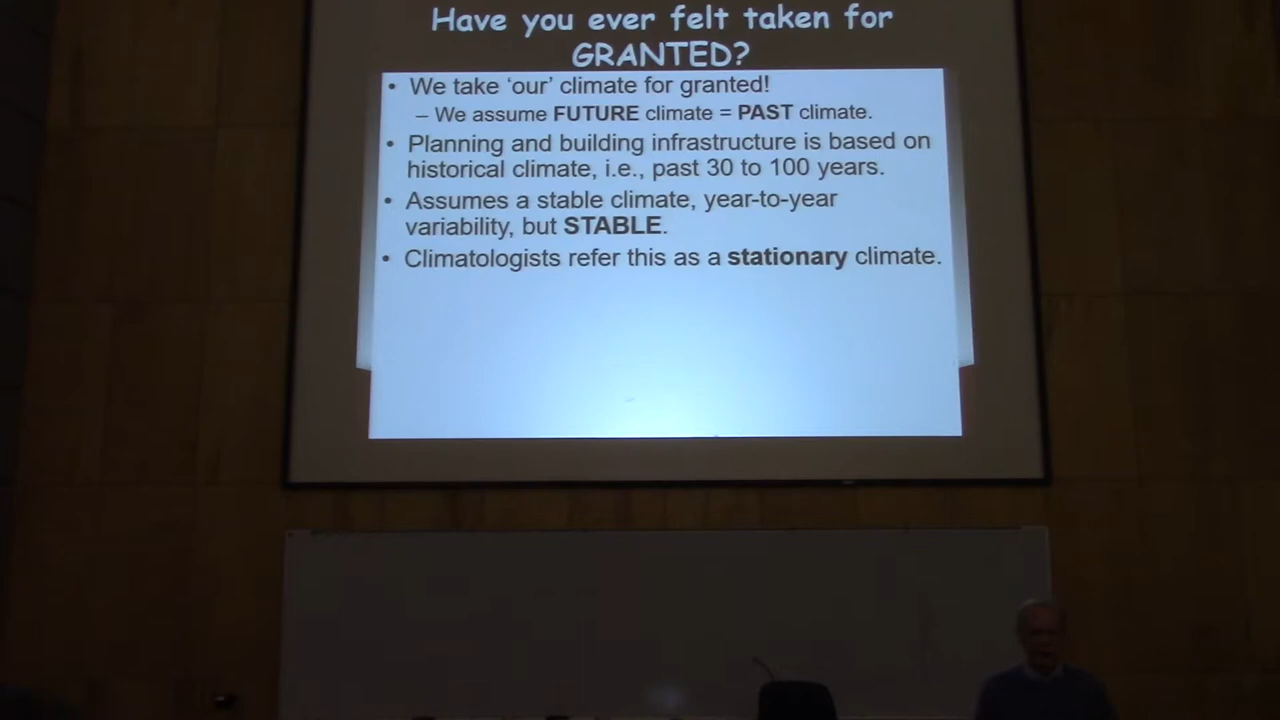 Have you ever felt taken for
GRANTED?
• We take ‘our’ climate for granted!
– We assume FUTURE climate = PAST climate.
• Planning and building infrastructure is based on
historical climate, i.e., past 30 to 100 years.
• Assumes a stable climate, year-to-year
variability, but STABLE.
• Climatologists refer this as a stationary climate.